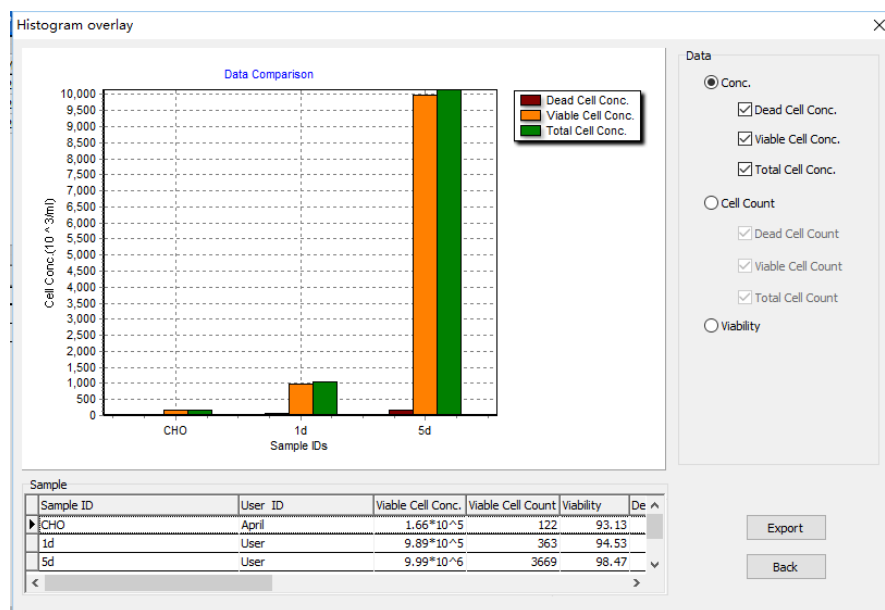 Histogram overlay
Data Comparison
10,000
9,500
9,000
8,500
8,000
7,500
7,000
6,500
6,000
5,500
5,000
4,500
4,000
3,500
3,000
2,500
2,000
1,500
1,000
500
0
Cell Conc.(10 ^ 3/ml)
CHO 1d 5d
Sample IDs
Dead Cell Conc.
Viable Cell Conc.
Total Cell Conc.
Data
Conc.
Dead Cell Conc.
Viable Cell Conc.
Total Cell Conc.
Cell Count
Dead Cell Count
Viable Cell Count
Total Cell Count
Viability
Sample
Sample ID User ID Viable Cell Conc. Viable Cell Count Viability De
CHO April 1.66*10^5 122 93.13
1d User 9.89*10^5 363 94.53
5d User 9.99*10^6 3669 98.47
Export
Back